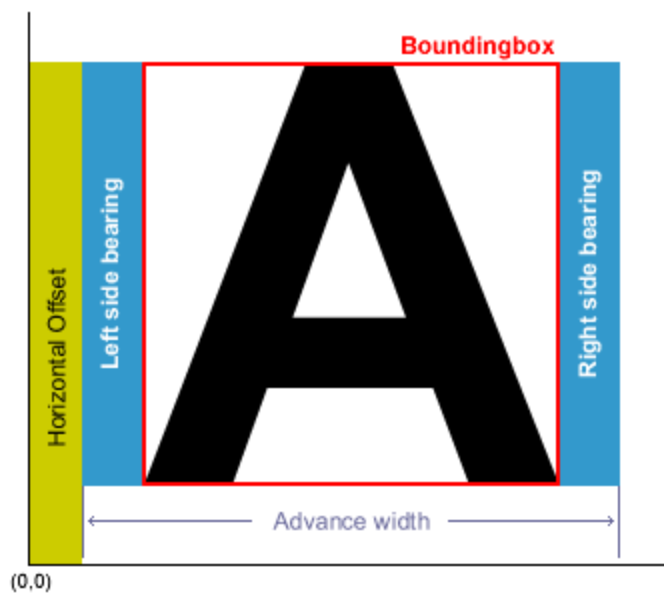 Boundingbox
Horizontal Offset
Left side bearing
A
Right side bearing
Advance width
(0,0)